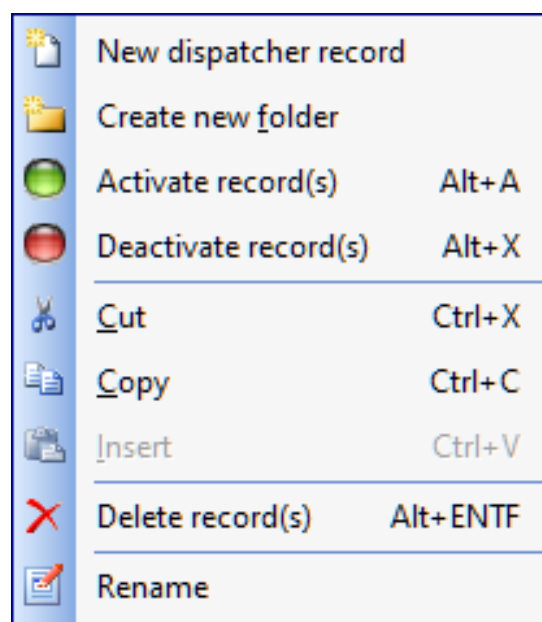 New dispatcher record
Create new folder
Activate record(s) Alt+A
Deactivate record(s) Alt+X
Cut Ctrl+X
Copy Ctrl+C
Insert Ctrl+V
Delete record(s) Alt+ENTF
Rename